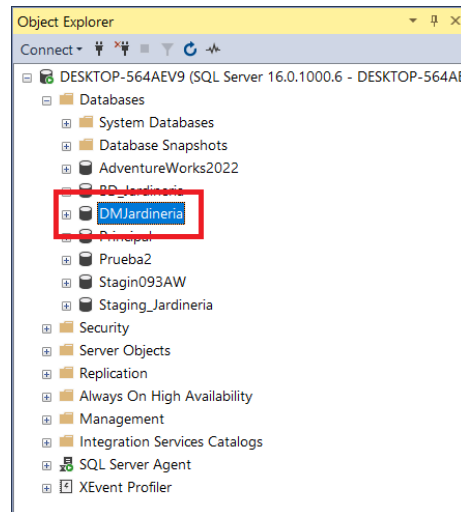 Object Explorer
Connect
DESKTOP-564AEV9 (SQL Server 16.0.1000.6 - DESKTOP-564AE
Databases
System Databases
Database Snapshots
AdventureWorks2022
BD_Jardineria
DMJardineria
Principal
Prueba2
Stagin093AW
Staging_Jardineria
Security
Server Objects
Replication
Always On High Availability
Management
Integration Services Catalogs
SQL Server Agent
XEvent Profiler